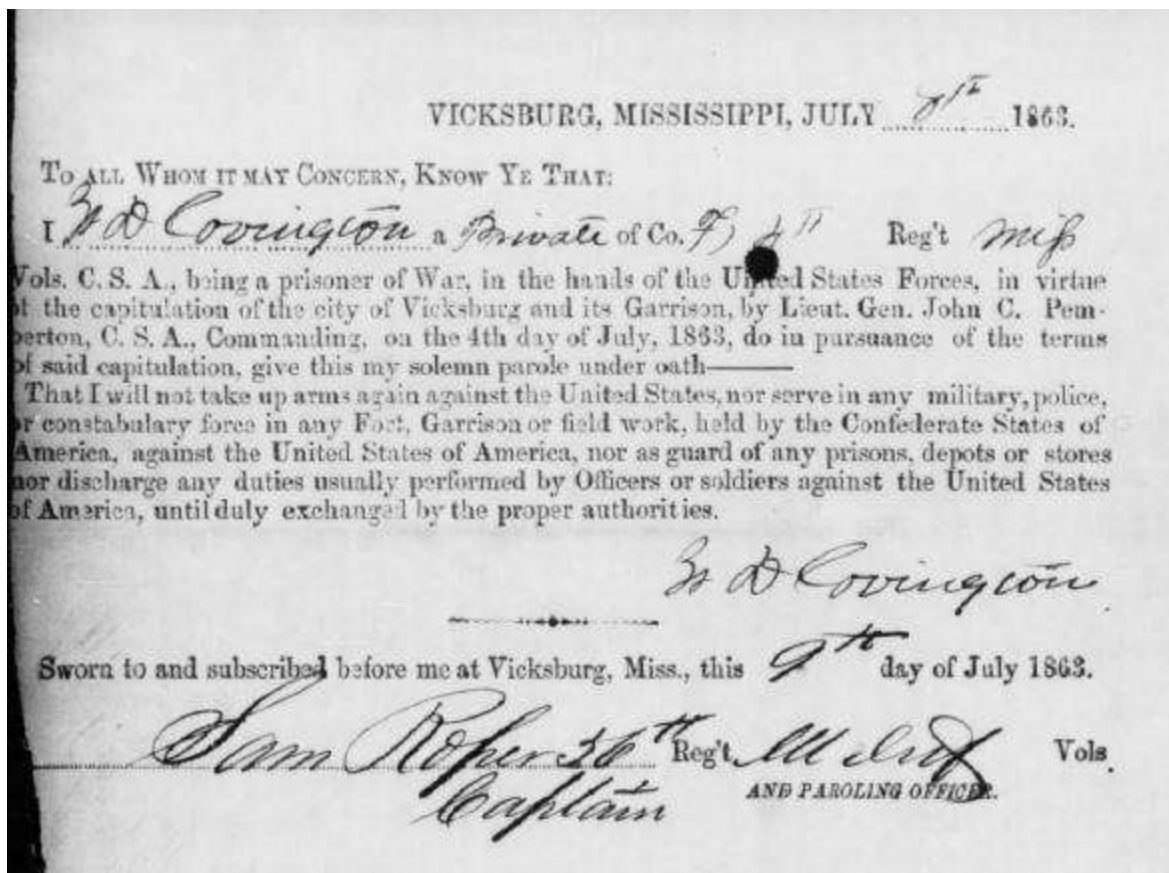 VICKSBURG, MISSISSIPPI, JULY 9th 1863.
TO ALL WHOM IT MAY CONCERN, KNOW YE THAT:
I D Covington a Private of Co. F, 4th Reg't Miss
Vols. C. S. A., being a prisoner of War, in the hands of the United States Forces, in virtue
of the capitulation of the city of Vicksburg and its Garrison, by Lieut. Gen. John C. Pem-
berton, C. S. A., Commanding, on the 4th day of July, 1863, do in pursuance of the terms
of said capitulation, give this my solemn parole under oath———
That I will not take up arms again against the United States, nor serve in any military, police,
or constabulary force in any Fort, Garrison or field work, held by the Confederate States of
America, against the United States of America, nor as guard of any prisons, depots or stores
nor discharge any duties usually performed by Officers or soldiers against the United States
of America, until duly exchanged by the proper authorities.
D Covington
Sworn to and subscribed before me at Vicksburg, Miss., this 9th day of July 1863.
Sam Roper 36th Reg't Ill Inf Vols.
Captain AND PAROLING OFFICER.